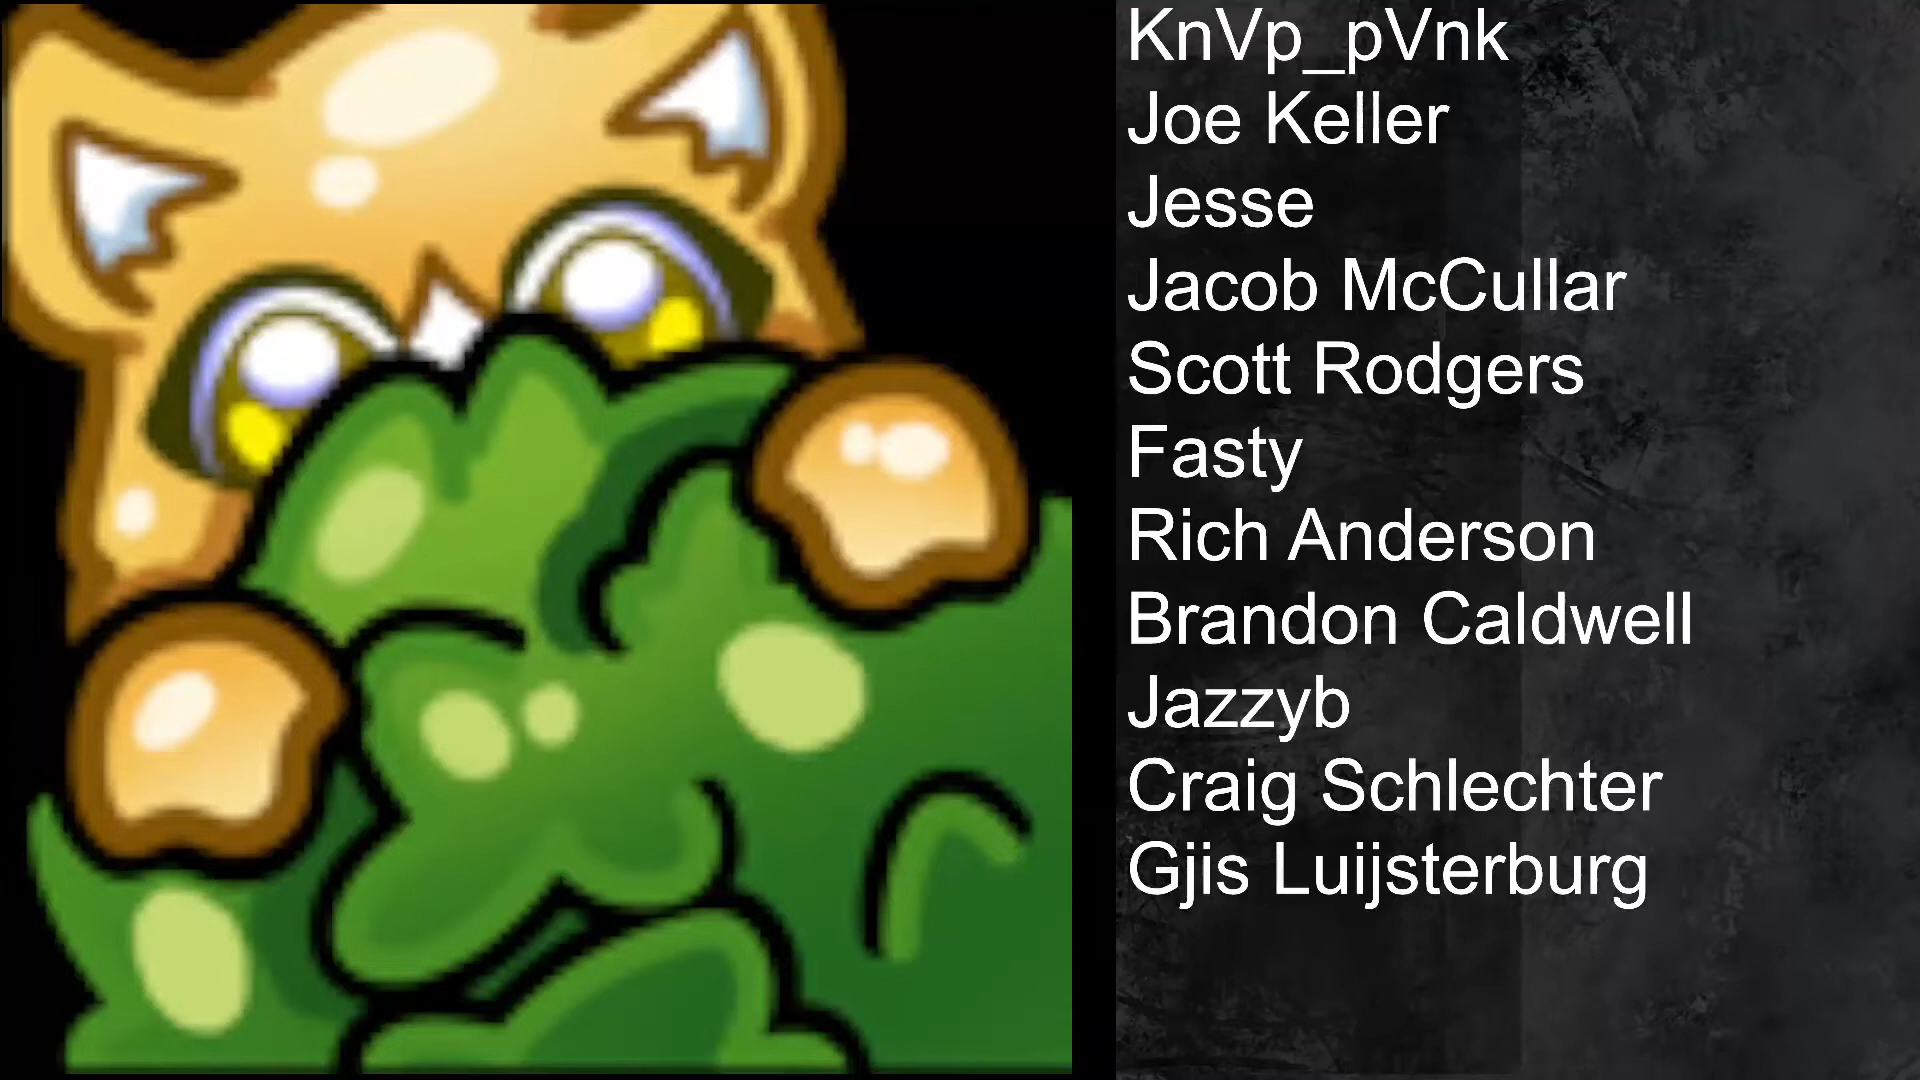 KnVp_pVnk
Joe Keller
Jesse
Jacob McCullar
Scott Rodgers
Fasty
Rich Anderson
Brandon Caldwell
Jazzyb
Craig Schlechter
Gjis Luijsterburg